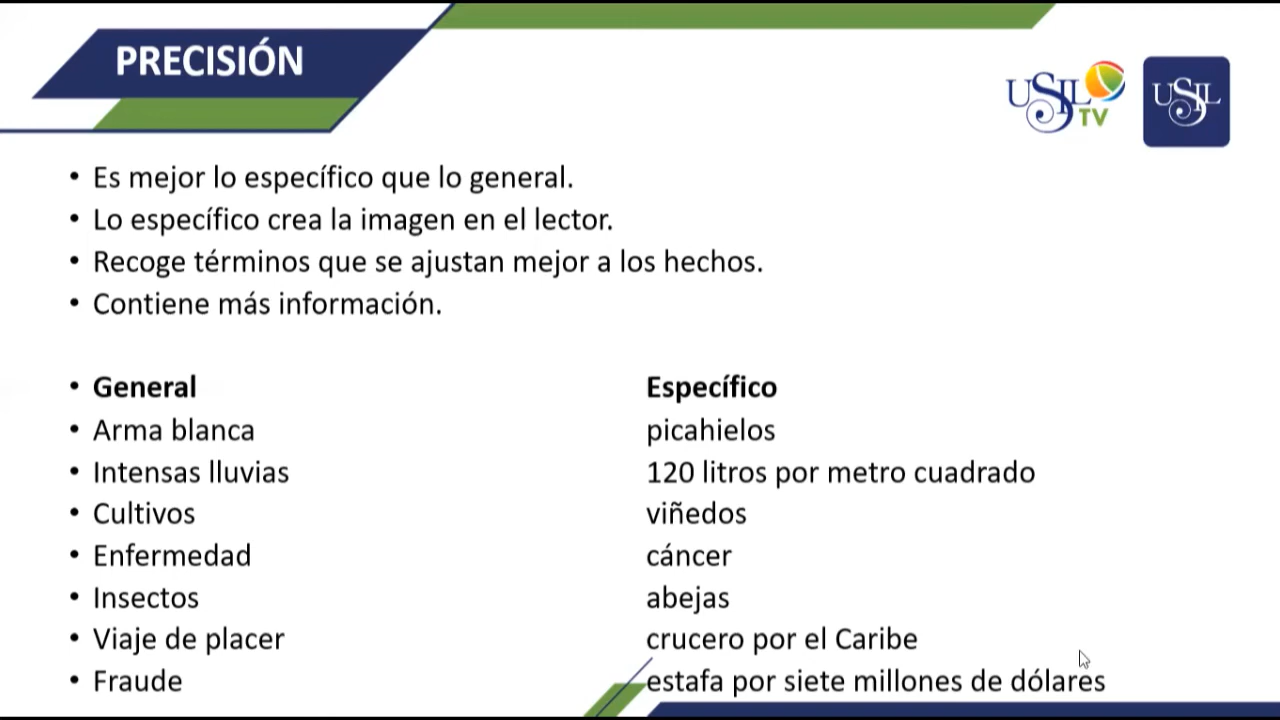 PRECISIÓN
USIL TV
USIL
• Es mejor lo específico que lo general.
• Lo específico crea la imagen en el lector.
• Recoge términos que se ajustan mejor a los hechos.
• Contiene más información.
• General Específico
• Arma blanca picahielos
• Intensas lluvias 120 litros por metro cuadrado
• Cultivos viñedos
• Enfermedad cáncer
• Insectos abejas
• Viaje de placer crucero por el Caribe
• Fraude estafa por siete millones de dólares